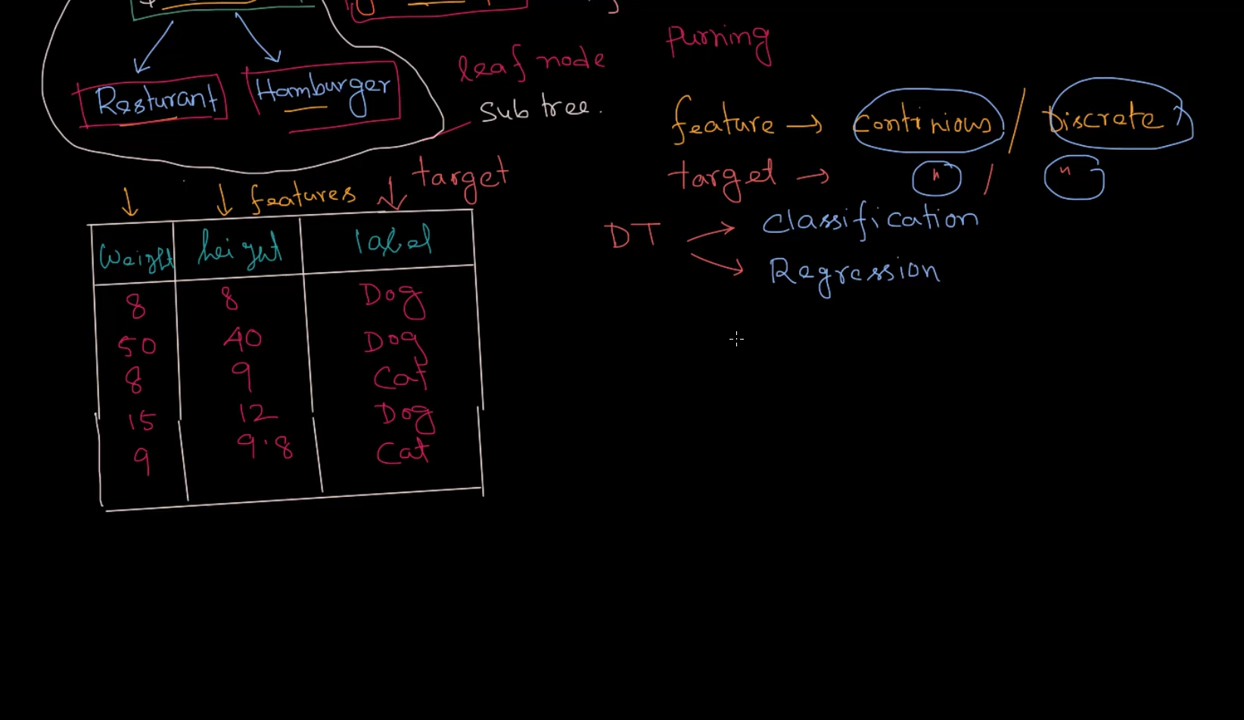 Resturant
Hamburger
leaf node
sub tree.
features
target
Weight height label
8 8 Dog
50 40 Dog
8 9 Cat
15 12 Dog
9 9.8 Cat
Purning
feature → Continious / Discrete
target → " / "
DT
Classification
Regression